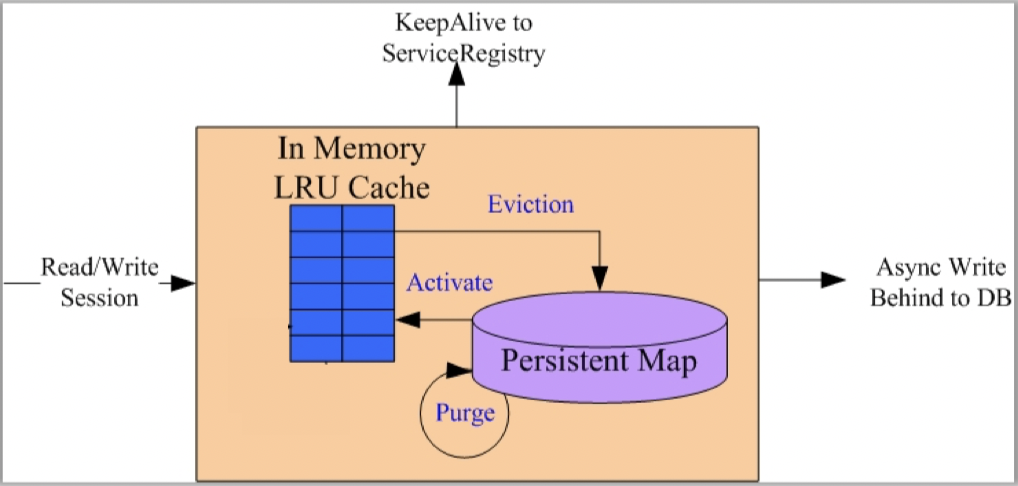 KeepAlive to
ServiceRegistry
In Memory
LRU Cache
Eviction
Read/Write
Session
Activate
Async Write
Behind to DB
Persistent Map
Purge